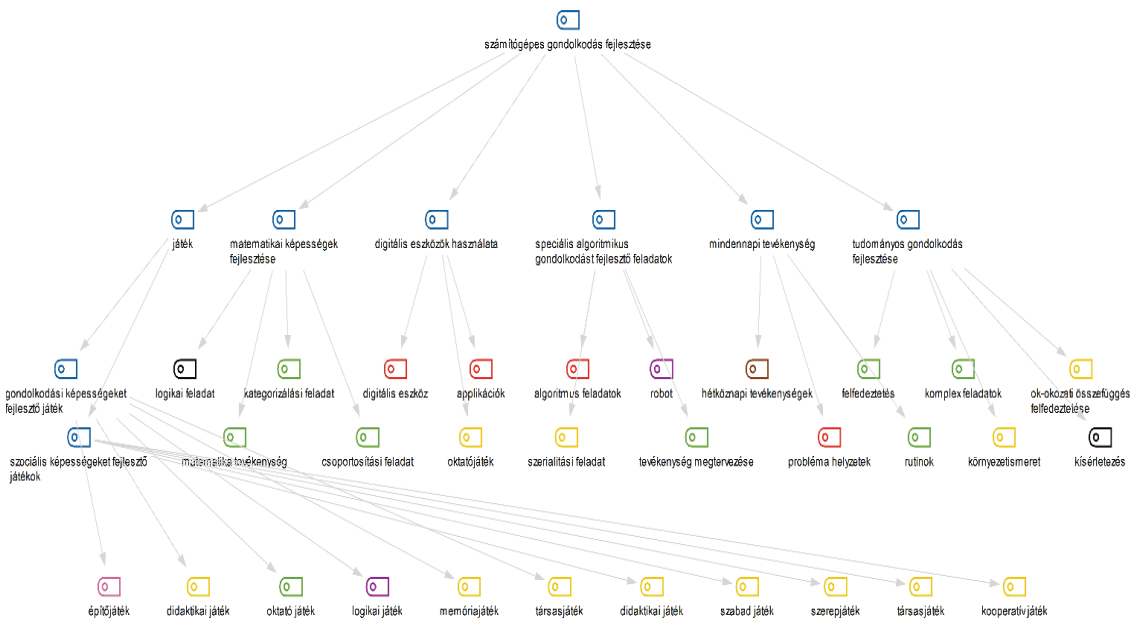 számítógépes gondolkodás fejlesztése
játék
matematikai képességek
fejlesztése
digitális eszközök használata
speciális algoritmikus
gondolkodást fejlesztő feladatok
mindennapi tevékenység
tudományos gondolkodás
fejlesztése
gondolkodási képességeket
fejlesztő játék
logikai feladat
kategorizálási feladat
digitális eszköz
applikációk
algoritmus feladatok
robot
hétköznapi tevékenységek
felfedeztetés
komplex feladatok
ok-okozati összefüggés
felfedeztetése
szociális képességeket fejlesztő
játékok
matematika tevékenység
csoportosítási feladat
oktatójáték
szerialitási feladat
tevékenység megtervezése
probléma helyzetek
rutinok
környezetismeret
kísérletezés
építőjáték
didaktikai játék
oktató játék
logikai játék
memóriajáték
társasjáték
didaktikai játék
szabad játék
szerepjáték
társasjáték
kooperatív játék